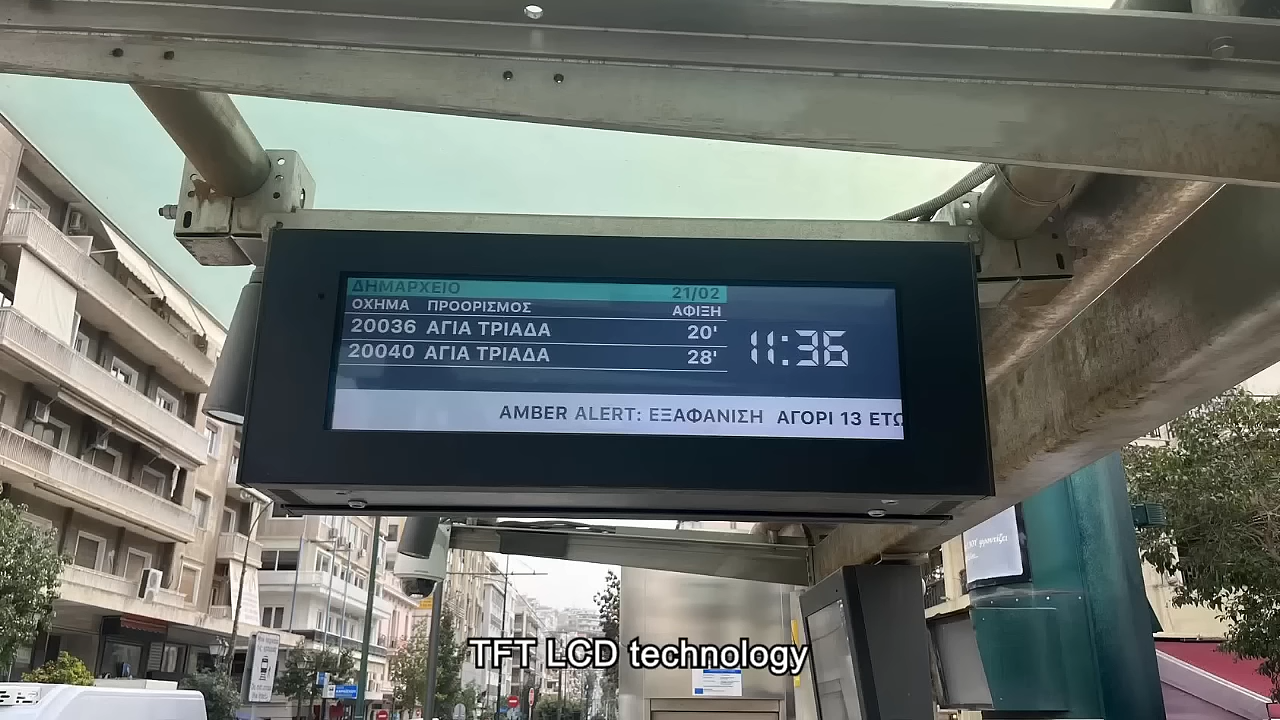 ΔΗΜΑΡΧΕΙΟ 21/02
ΟΧΗΜΑ ΠΡΟΟΡΙΣΜΟΣ ΑΦΙΞΗ
20036 ΑΓΙΑ ΤΡΙΑΔΑ 20'
20040 ΑΓΙΑ ΤΡΙΑΔΑ 28'
11:36
AMBER ALERT: ΕΞΑΦΑΝΙΣΗ ΑΓΟΡΙ 13 ΕΤΩ
TFT LCD technology